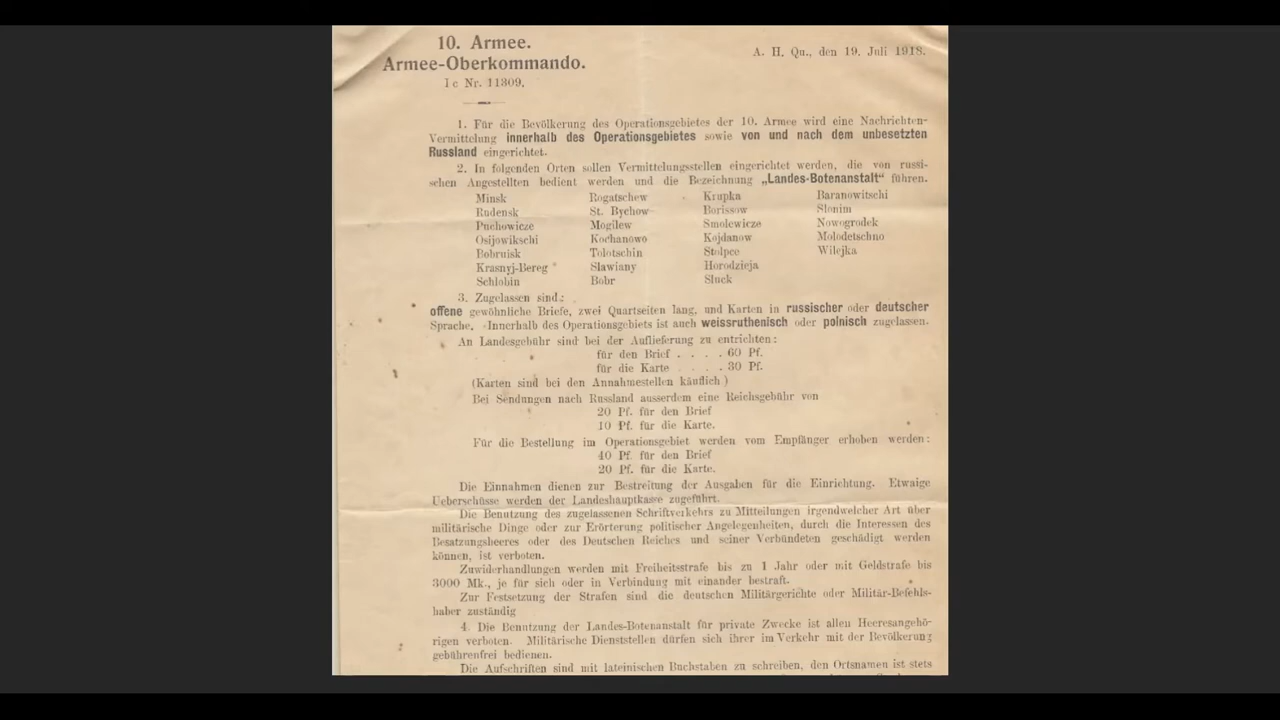 10. Armee.
Armee-Oberkommando.
A. H. Qu., den 19. Juli 1918.
I c Nr. 11309.
1. Für die Bevölkerung des Operationsgebietes der 10. Armee wird eine Nachrichten-
Vermittelung innerhalb des Operationsgebietes sowie von und nach dem unbesetzten
Russland eingerichtet.
2. In folgenden Orten sollen Vermittelungsstellen eingerichtet werden, die von russi-
schen Angestellten bedient werden und die Bezeichnung „Landes-Botenanstalt“ führen.
Minsk Rogatschew Krupka Baranowitschi
Rudensk St. Bychow Borissow Slonim
Puchowicze Mogilew Smolewicze Nowogrodek
Osijowikschi Kochanowo Kojdanow Molodetschno
Bobruisk Tolotschin Stolpce Wilejka
Krasnyj-Bereg Slawiany Horodzieja
Schlobin Bobr Sluck
3. Zugelassen sind:
offene gewöhnliche Briefe, zwei Quartseiten lang, und Karten in russischer oder deutscher
Sprache. Innerhalb des Operationsgebiets ist auch weissruthenisch oder polnisch zugelassen.
An Landesgebühr sind bei der Auflieferung zu entrichten:
für den Brief . . . . 60 Pf.
für die Karte . . . . 30 Pf.
(Karten sind bei den Annahmestellen käuflich)
Bei Sendungen nach Russland ausserdem eine Reichsgebühr von
20 Pf. für den Brief
10 Pf. für die Karte.
Für die Bestellung im Operationsgebiet werden vom Empfänger erhoben werden:
40 Pf. für den Brief
20 Pf. für die Karte.
Die Einnahmen dienen zur Bestreitung der Ausgaben für die Einrichtung. Etwaige
Ueberschüsse werden der Landeshauptkasse zugeführt.
Die Benutzung des zugelassenen Schriftverkehrs zu Mitteilungen irgendwelcher Art über
militärische Dinge oder zur Erörterung politischer Angelegenheiten, durch die Interessen des
Besatzungsheeres oder des Deutschen Reiches und seiner Verbündeten geschädigt werden
können, ist verboten.
Zuwiderhandlungen werden mit Freiheitsstrafe bis zu 1 Jahr oder mit Geldstrafe bis
3000 Mk., je für sich oder in Verbindung mit einander bestraft.
Zur Festsetzung der Strafen sind die deutschen Militärgerichte oder Militär-Befehls-
haber zuständig
4. Die Benutzung der Landes-Botenanstalt für private Zwecke ist allen Heeresangehö-
rigen verboten. Militärische Dienststellen dürfen sich ihrer im Verkehr mit der Bevölkerung
gebührenfrei bedienen.
Die Aufschriften sind mit lateinischen Buchstaben zu schreiben, den Ortsnamen ist stets